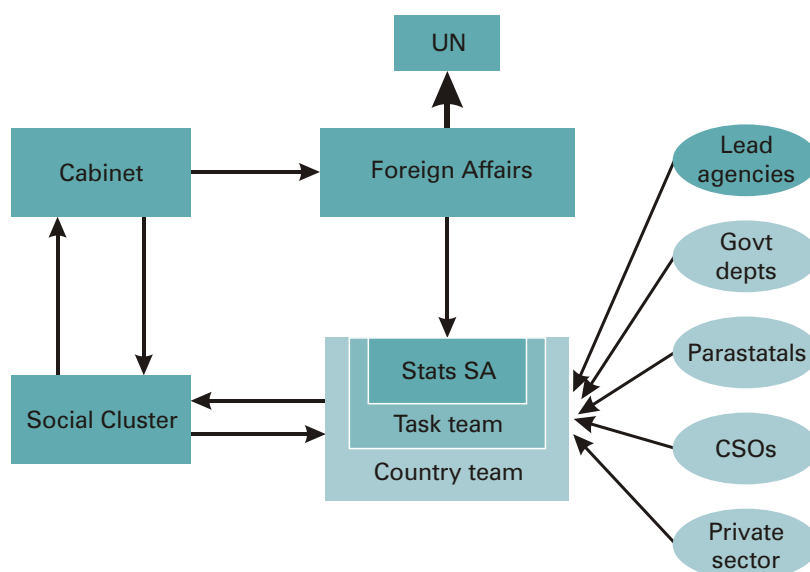 UN
Cabinet
Foreign Affairs
Lead
agencies
Govt
depts
Parastatals
CSOs
Private
sector
Social Cluster
Stats SA
Task team
Country team